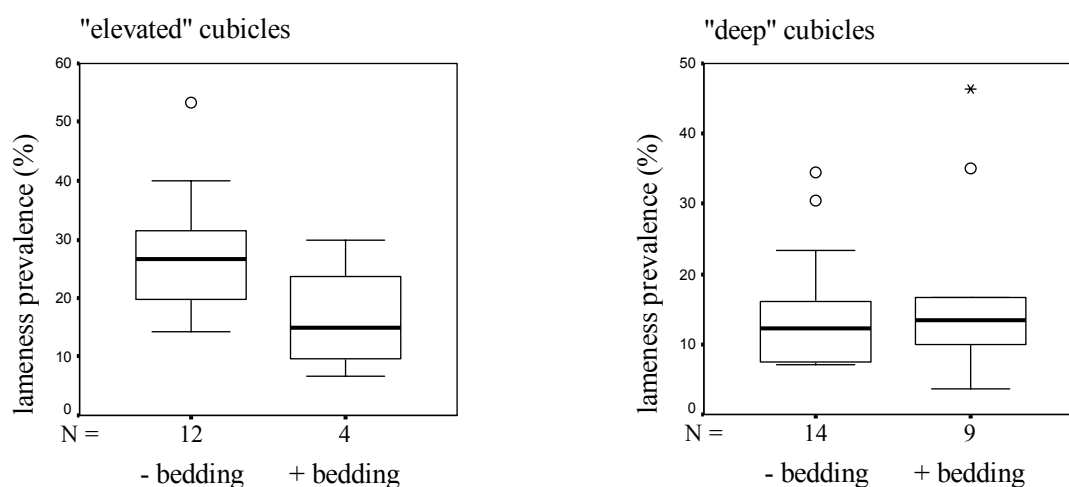 "elevated" cubicles
60
50
40
30
20
10
0
lameness prevalence (%)
N = 12 4
- bedding + bedding
"deep" cubicles
50
40
30
20
10
0
lameness prevalence (%)
N = 14 9
- bedding + bedding